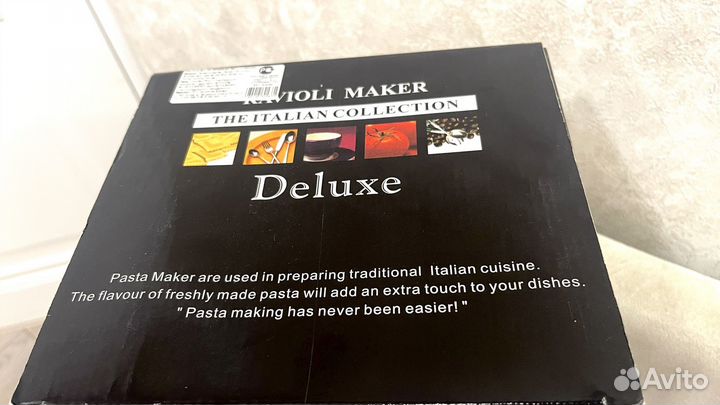 RAVIOLI MAKER
THE ITALIAN COLLECTION
Deluxe
Pasta Maker are used in preparing traditional Italian cuisine.
The flavour of freshly made pasta will add an extra touch to your dishes.
" Pasta making has never been easier! "
Avito